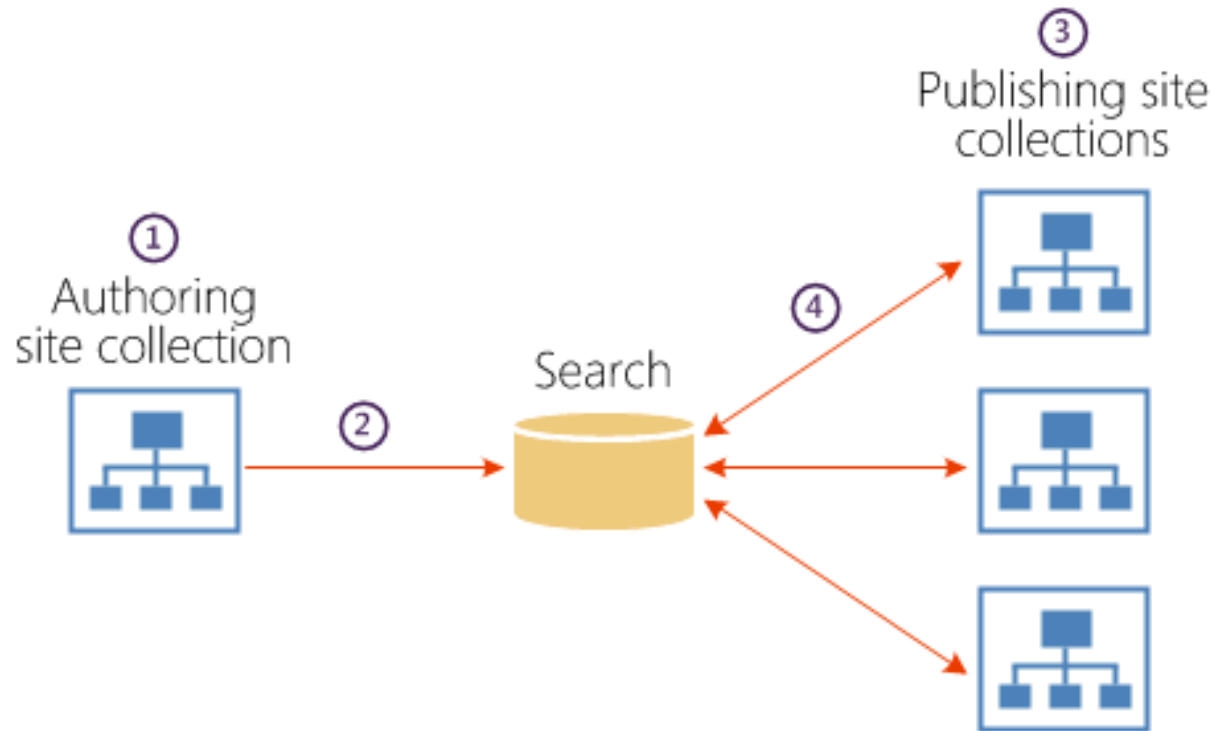 1
Authoring
site collection
2
Search
3
Publishing site
collections
4